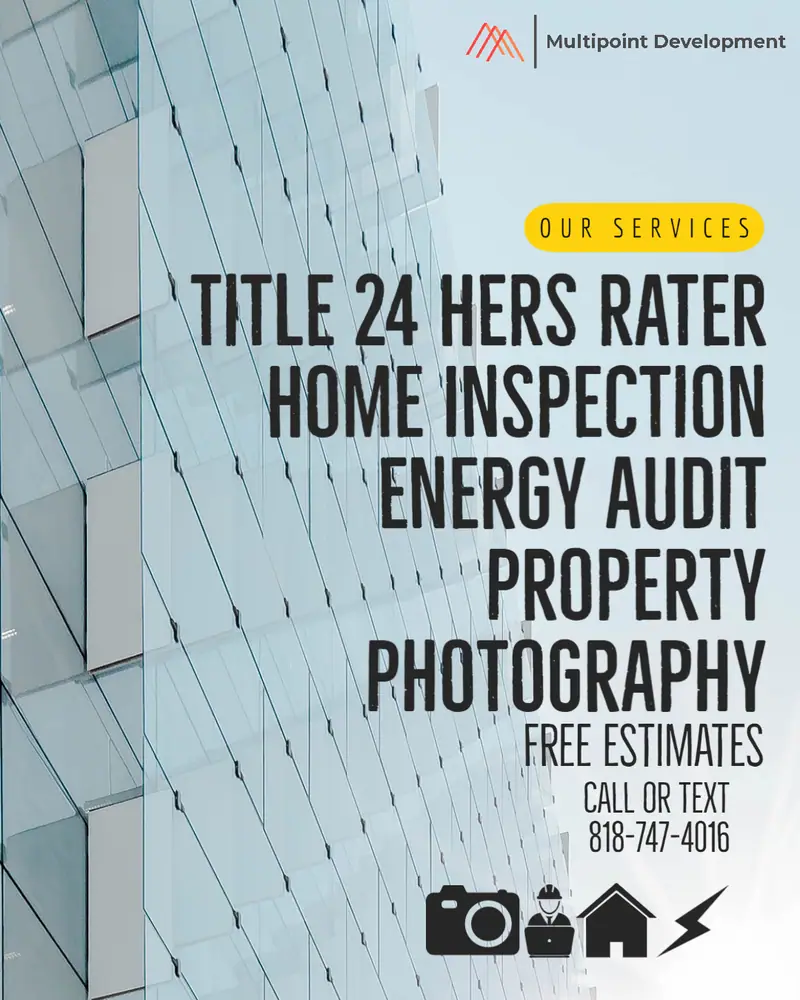 Multipoint Development
OUR SERVICES
TITLE 24 HERS RATER
HOME INSPECTION
ENERGY AUDIT
PROPERTY
PHOTOGRAPHY
FREE ESTIMATES
CALL OR TEXT
818-747-4016